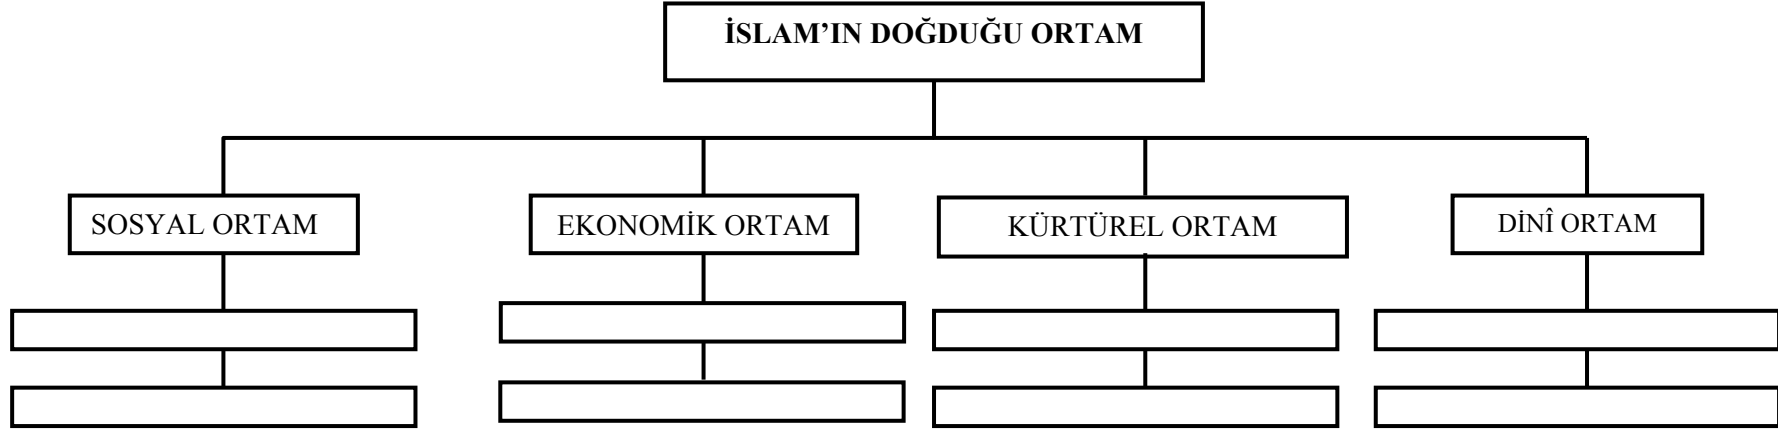 İSLAM’IN DOĞDUĞU ORTAM
SOSYAL ORTAM
EKONOMİK ORTAM
KÜRTÜREL ORTAM
DİNÎ ORTAM